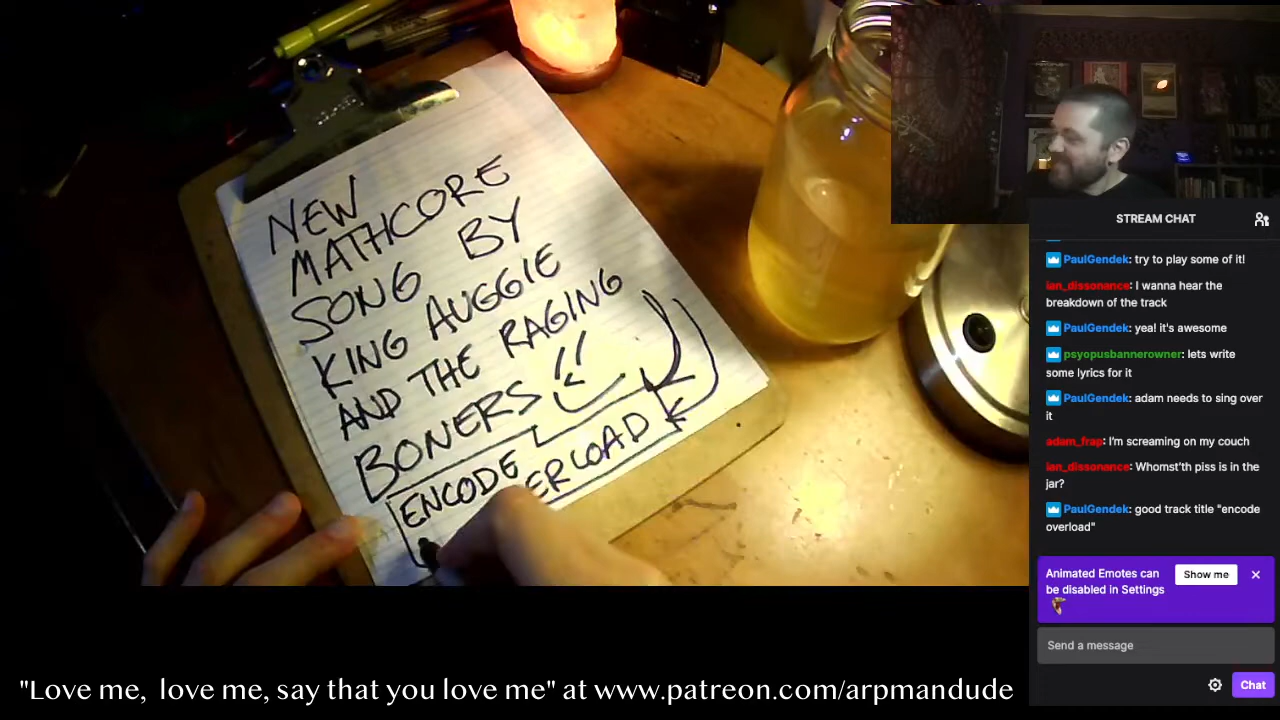 NEW
MATHCORE
SONG BY
KING AUGGIE
AND THE RAGING
BONERS !!
ENCODE
ERLOAD
STREAM CHAT
PaulGendek: try to play some of it!
ian_dissonance: I wanna hear the
breakdown of the track
PaulGendek: yea! it's awesome
psyopusbannerowner: lets write
some lyrics for it
PaulGendek: adam needs to sing over
it
adam_frap: I'm screaming on my couch
ian_dissonance: Whomst'th piss is in the
jar?
PaulGendek: good track title "encode
overload"
Animated Emotes can
be disabled in Settings
Show me
Send a message
Chat
"Love me, love me, say that you love me" at www.patreon.com/arpmandude